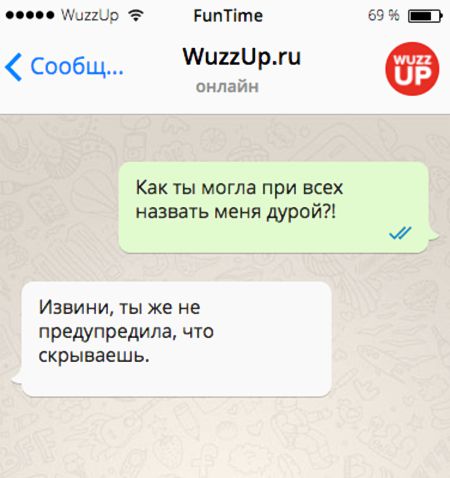 WuzzUp FunTime 69 %
Сообщ... WuzzUp.ru WUZZ
онлайн UP
Как ты могла при всех
назвать меня дурой?!
Извини, ты же не
предупредила, что
скрываешь.